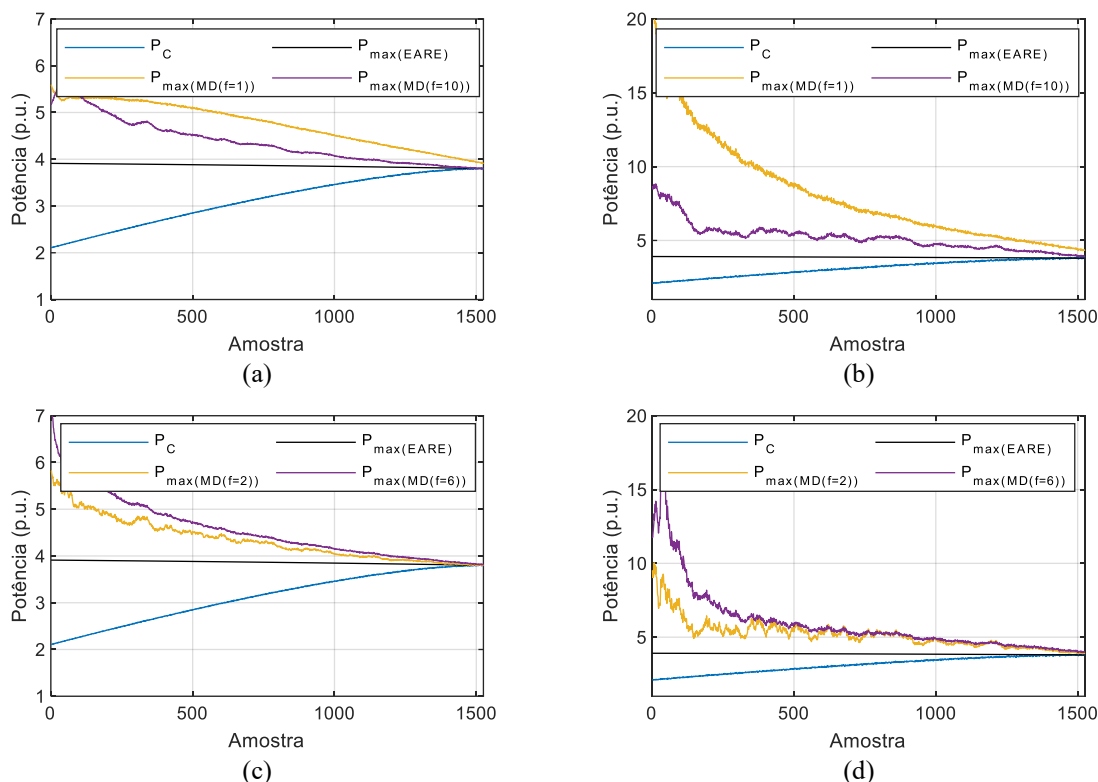 7
6
5
4
3
2
1
Potência (p.u.)
P_C
P_max(EARE)
P_max(MD(f=1))
P_max(MD(f=10))
0
500
1000
1500
Amostra
(a)
20
15
10
5
Potência (p.u.)
P_C
P_max(EARE)
P_max(MD(f=1))
P_max(MD(f=10))
0
500
1000
1500
Amostra
(b)
7
6
5
4
3
2
1
Potência (p.u.)
P_C
P_max(EARE)
P_max(MD(f=2))
P_max(MD(f=6))
0
500
1000
1500
Amostra
(c)
20
15
10
5
Potência (p.u.)
P_C
P_max(EARE)
P_max(MD(f=2))
P_max(MD(f=6))
0
500
1000
1500
Amostra
(d)